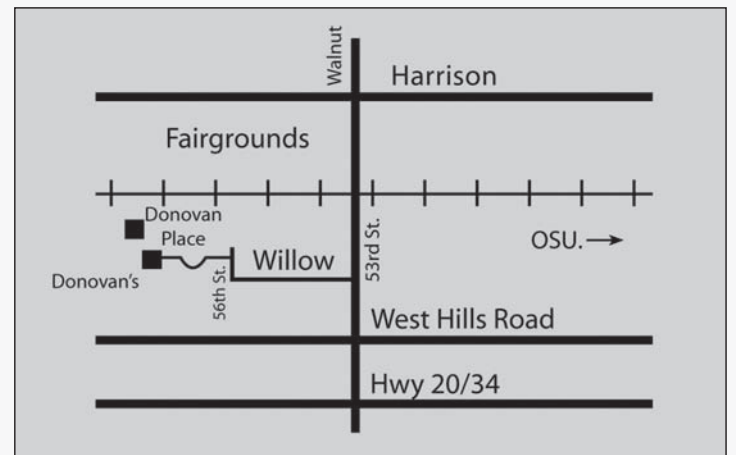 Walnut
Harrison
Fairgrounds
Donovan
Place
53rd St.
OSU.
Willow
Donovan's
56th St.
West Hills Road
Hwy 20/34